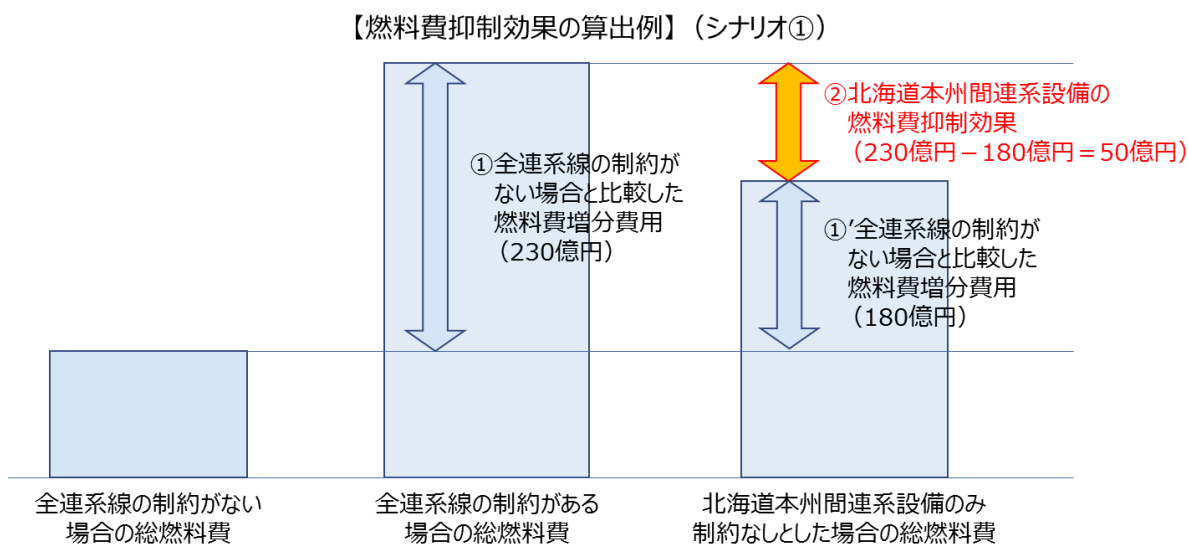 【燃料費抑制効果の算出例】（シナリオ①）
①全連系線の制約が
ない場合と比較した
燃料費増分費用
（230億円）
②北海道本州間連系設備の
燃料費抑制効果
（230億円－180億円＝50億円）
①’全連系線の制約が
ない場合と比較した
燃料費増分費用
（180億円）
全連系線の制約がない
場合の総燃料費
全連系線の制約がある
場合の総燃料費
北海道本州間連系設備のみ
制約なしとした場合の総燃料費